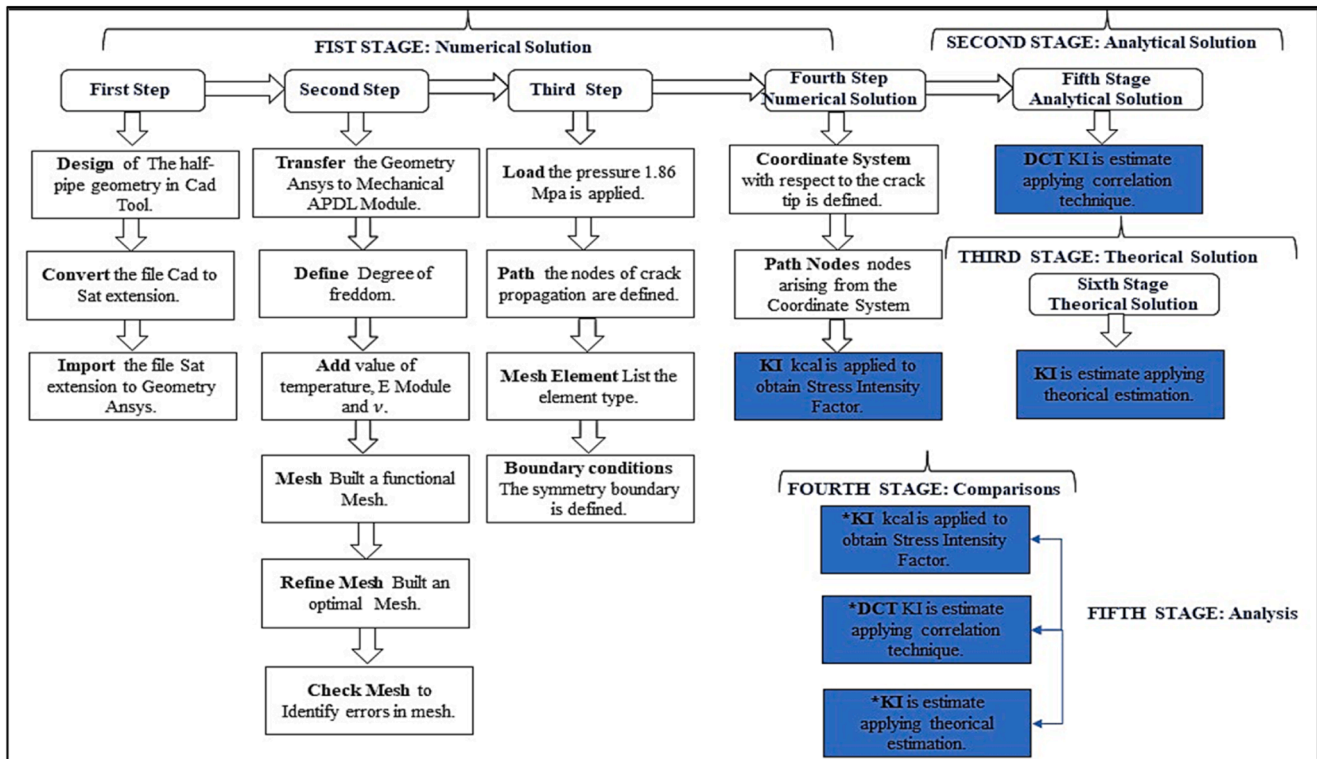 FIST STAGE: Numerical Solution
SECOND STAGE: Analytical Solution
First Step
Second Step
Third Step
Fourth Step
Numerical Solution
Fifth Stage
Analytical Solution
Design of The half-
pipe geometry in Cad
Tool.
Convert the file Cad to
Sat extension.
Import the file Sat
extension to Geometry
Ansys.
Transfer the Geometry
Ansys to Mechanical
APDL Module.
Define Degree of
freddom.
Add value of
temperature, E Module
and ν.
Mesh Built a functional
Mesh.
Refine Mesh Built an
optimal Mesh.
Check Mesh to
Identify errors in mesh.
Load the pressure 1.86
Mpa is applied.
Path the nodes of crack
propagation are defined.
Mesh Element List the
element type.
Boundary conditions
The symmetry boundary
is defined.
Coordinate System
with respect to the crack
tip is defined.
Path Nodes nodes
arising from the
Coordinate System
KI kcal is applied to
obtain Stress Intensity
Factor.
DCT KI is estimate
applying correlation
technique.
THIRD STAGE: Theorical Solution
Sixth Stage
Theorical Solution
KI is estimate applying
theorical estimation.
FOURTH STAGE: Comparisons
*KI kcal is applied to
obtain Stress Intensity
Factor.
*DCT KI is estimate
applying correlation
technique.
*KI is estimate
applying theorical
estimation.
FIFTH STAGE: Analysis